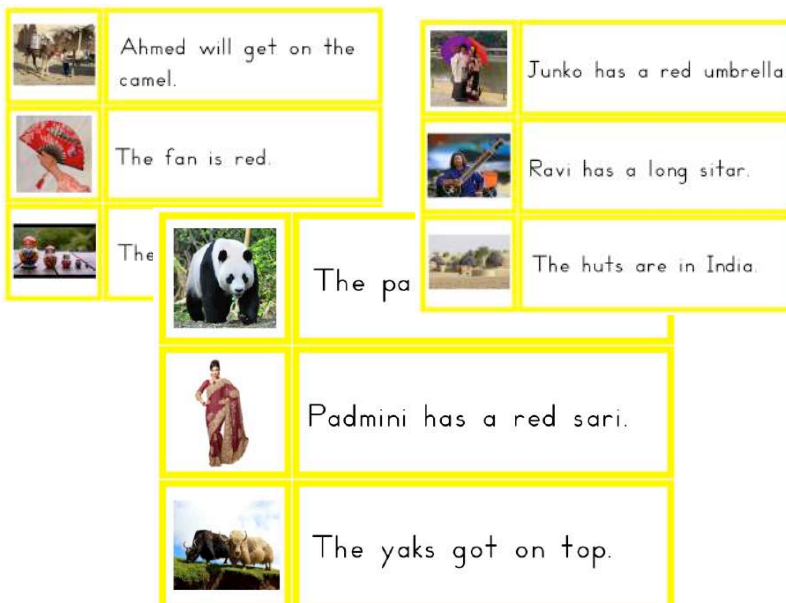 Ahmed will get on the
camel.
The fan is red.
The
Junko has a red umbrella.
Ravi has a long sitar.
The huts are in India.
The pa
Padmini has a red sari.
The yaks got on top.